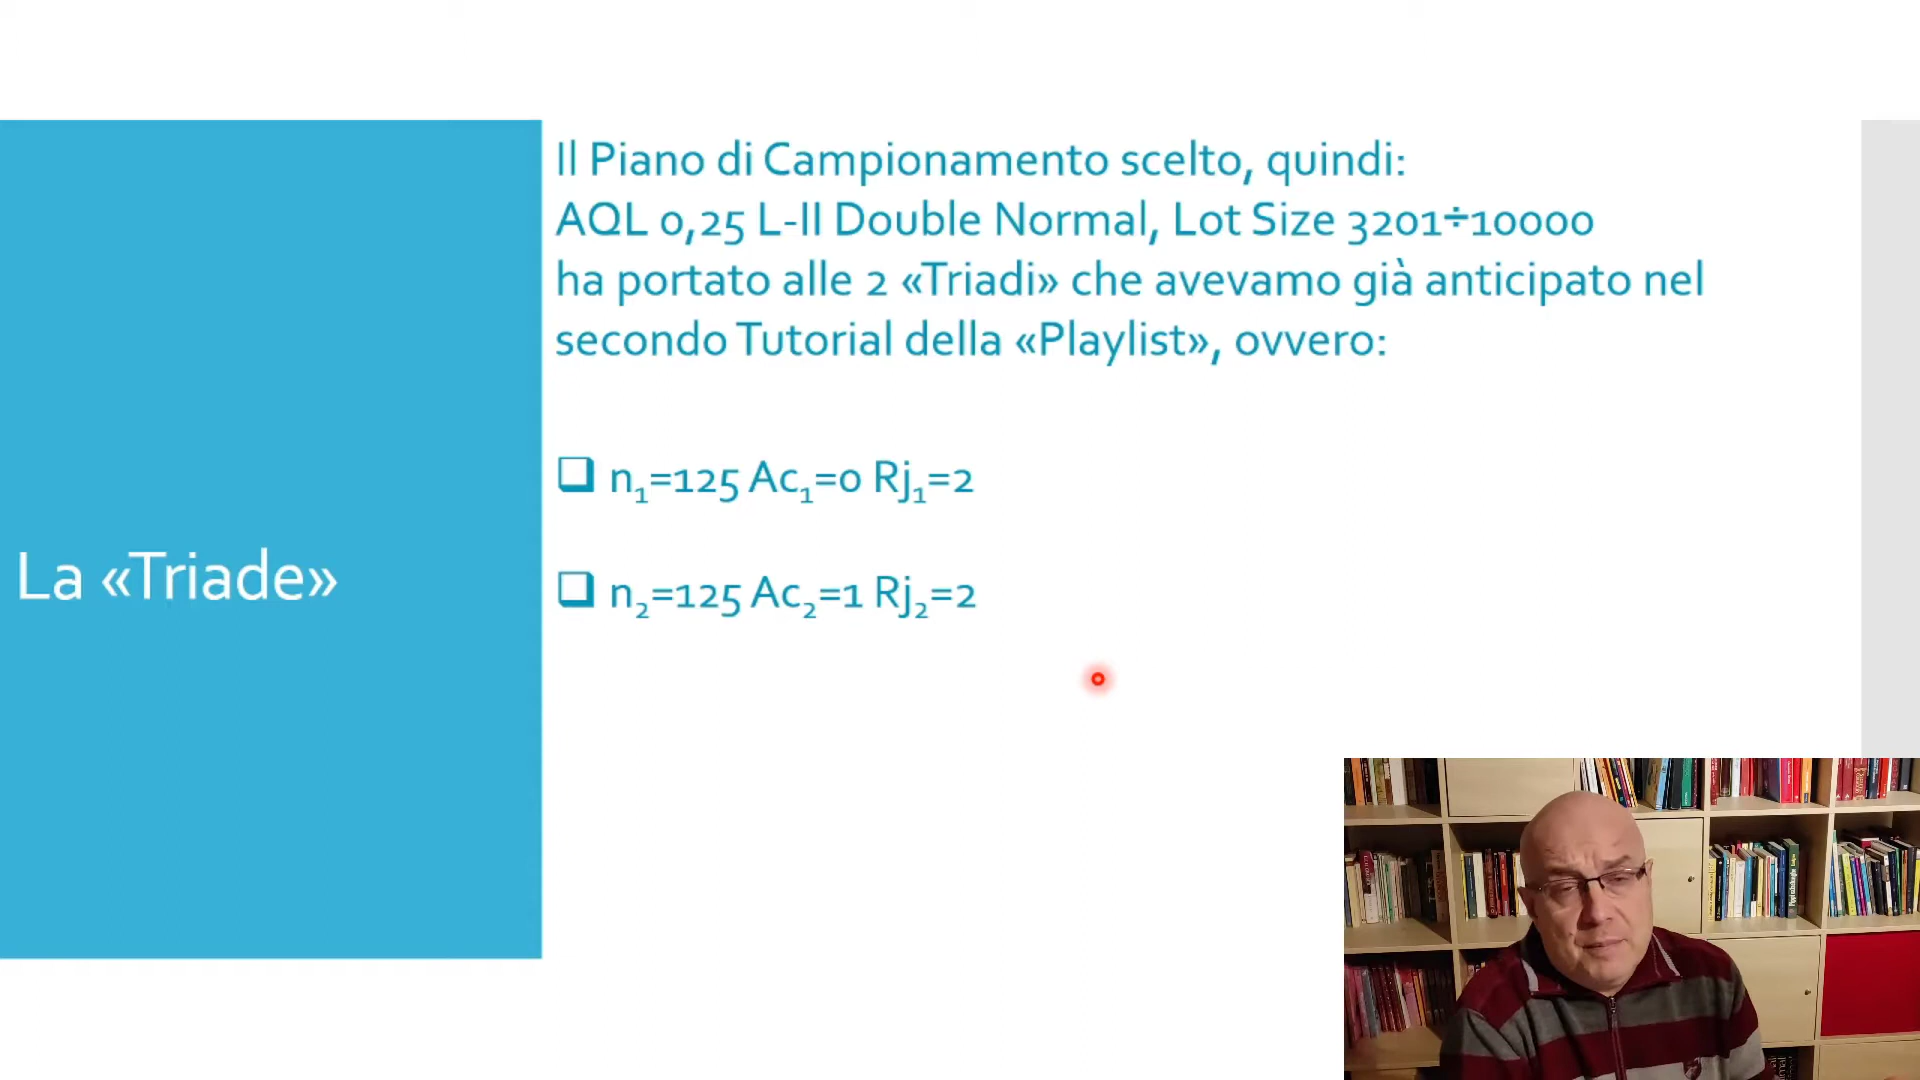 Il Piano di Campionamento scelto, quindi:
AQL 0,25 L-II Double Normal, Lot Size 3201÷10000
ha portato alle 2 «Triadi» che avevamo già anticipato nel
secondo Tutorial della «Playlist», ovvero:
❑ n₁=125 Ac₁=0 Rj₁=2
La «Triade»
❑ n₂=125 Ac₂=1 Rj₂=2